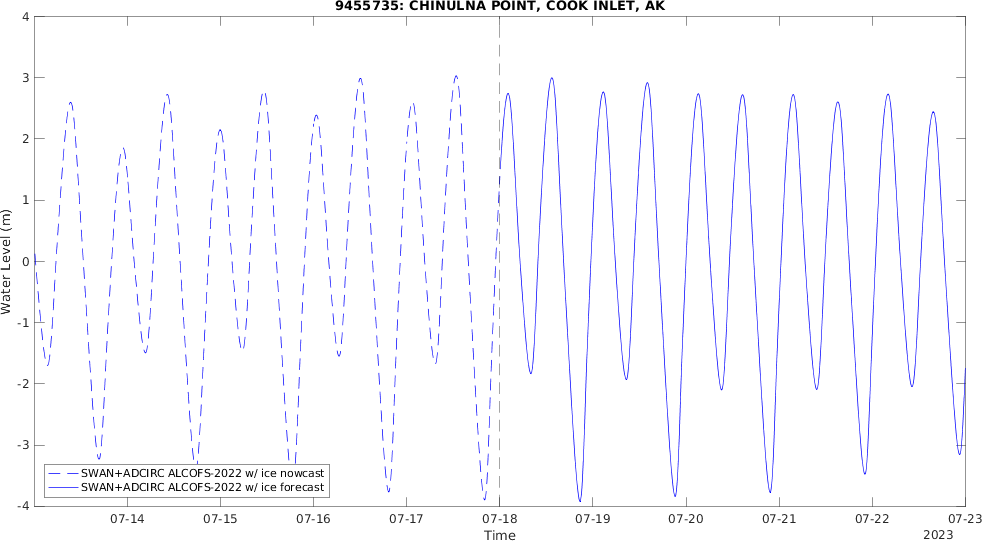 9455735: CHINULNA POINT, COOK INLET, AK
4
3
2
1
0
-1
-2
-3
-4
Water Level (m)
SWAN+ADCIRC ALCOFS-2022 w/ ice nowcast
SWAN+ADCIRC ALCOFS-2022 w/ ice forecast
07-14 07-15 07-16 07-17 07-18 07-19 07-20 07-21 07-22 07-23
Time
2023